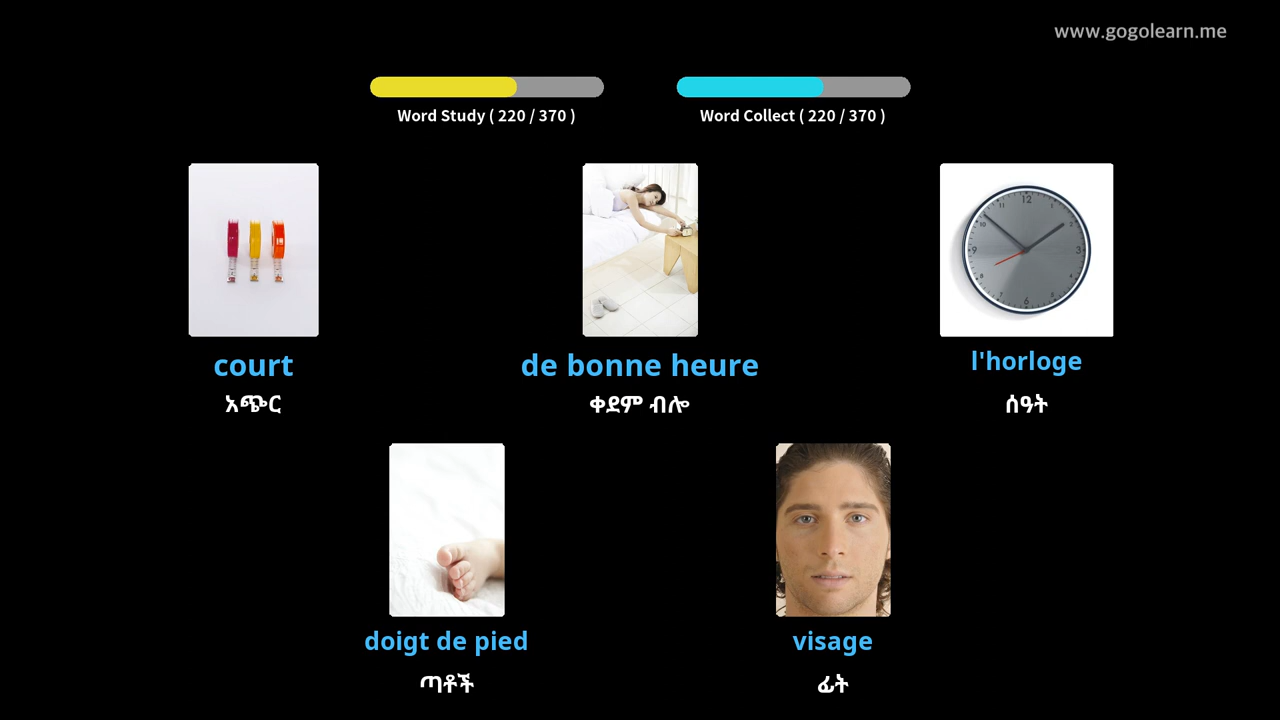 www.gogolearn.me
Word Study ( 220 / 370 )
Word Collect ( 220 / 370 )
court
de bonne heure
l'horloge
አጭር
ቀደም ብሎ
ሰዓት
doigt de pied
visage
ጣቶች
ፊት